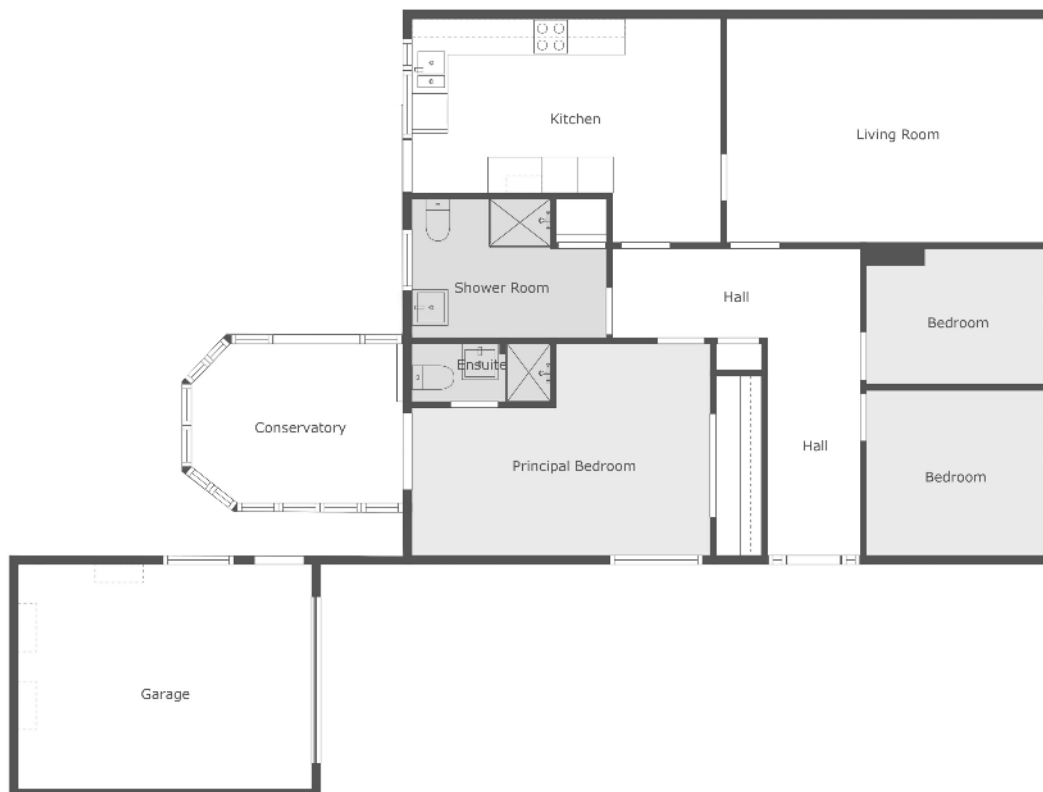 Kitchen
Living Room
Shower Room
Hall
Bedroom
Ensuite
Conservatory
Principal Bedroom
Hall
Bedroom
Garage